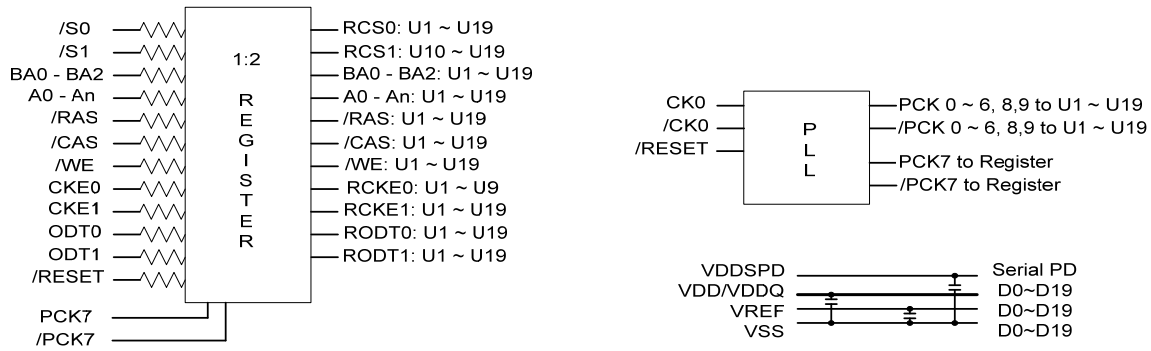 /S0
/S1
BA0 - BA2
A0 - An
/RAS
/CAS
/WE
CKE0
CKE1
ODT0
ODT1
/RESET
PCK7
/PCK7
1:2
REGISTER
RCS0: U1 ~ U19
RCS1: U10 ~ U19
BA0 - BA2: U1 ~ U19
A0 - An: U1 ~ U19
/RAS: U1 ~ U19
/CAS: U1 ~ U19
/WE: U1 ~ U19
RCKE0: U1 ~ U9
RCKE1: U1 ~ U19
RODT0: U1 ~ U19
RODT1: U1 ~ U19
CK0
/CK0
/RESET
PLL
PCK 0 ~ 6, 8,9 to U1 ~ U19
/PCK 0 ~ 6, 8,9 to U1 ~ U19
PCK7 to Register
/PCK7 to Register
VDDSPD Serial PD
VDD/VDDQ D0~D19
VREF D0~D19
VSS D0~D19